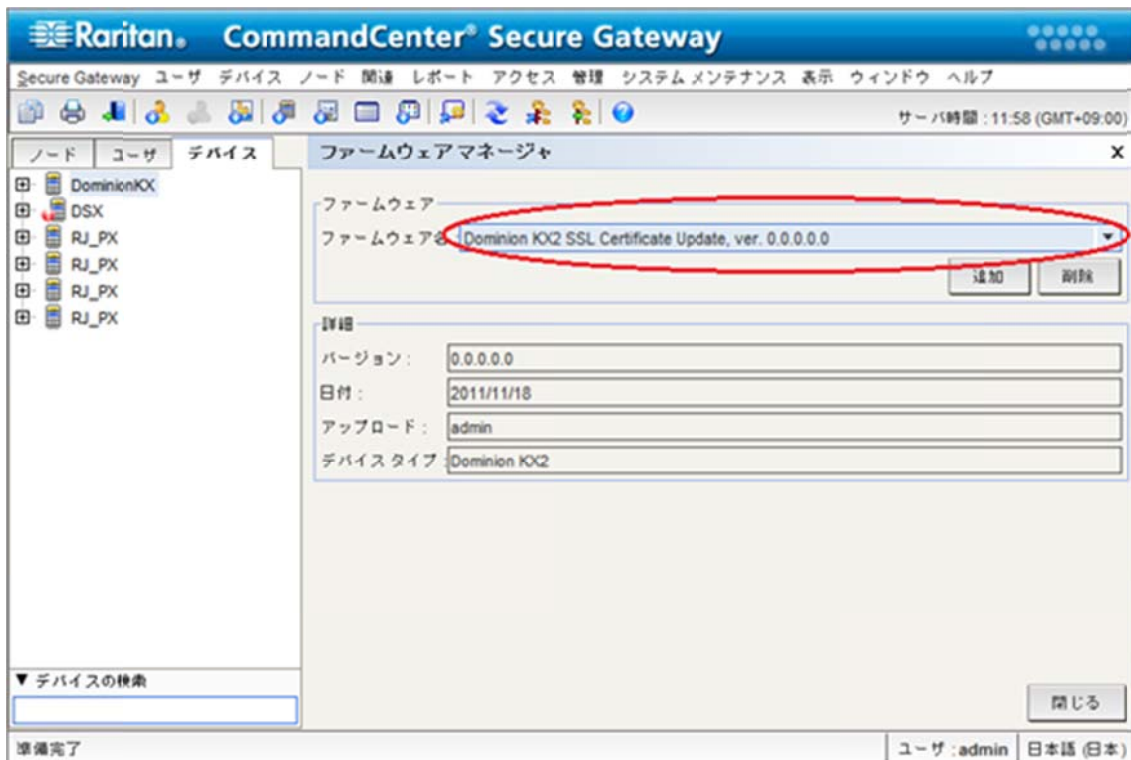 Raritan. CommandCenter® Secure Gateway
Secure Gateway ユーザ デバイス ノード 関連 レポート アクセス 管理 システム メンテナンス 表示 ウィンドウ ヘルプ
サーバ時間 : 11:58 (GMT+09:00)
ノード ユーザ デバイス
ファームウェア マネージャ X
DominionKX
DSX
RJ_PX
RJ_PX
RJ_PX
RJ_PX
ファームウェア
ファームウェア名 Dominion KX2 SSL Certificate Update, ver. 0.0.0.0.0
追加 削除
詳細
バージョン : 0.0.0.0.0
日付 : 2011/11/18
アップロード : admin
デバイス タイプ : Dominion KX2
▼ デバイスの検索
閉じる
準備完了
ユーザ : admin 日本語 (日本)